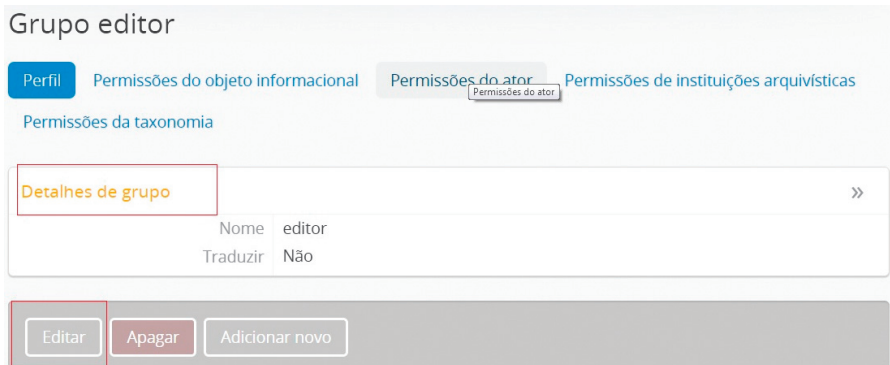 Grupo editor
Perfil Permissões do objeto informacional Permissões do ator Permissões de instituições arquivísticas
Permissões do ator
Permissões da taxonomia
Detalhes de grupo »
Nome editor
Traduzir Não
Editar Apagar Adicionar novo